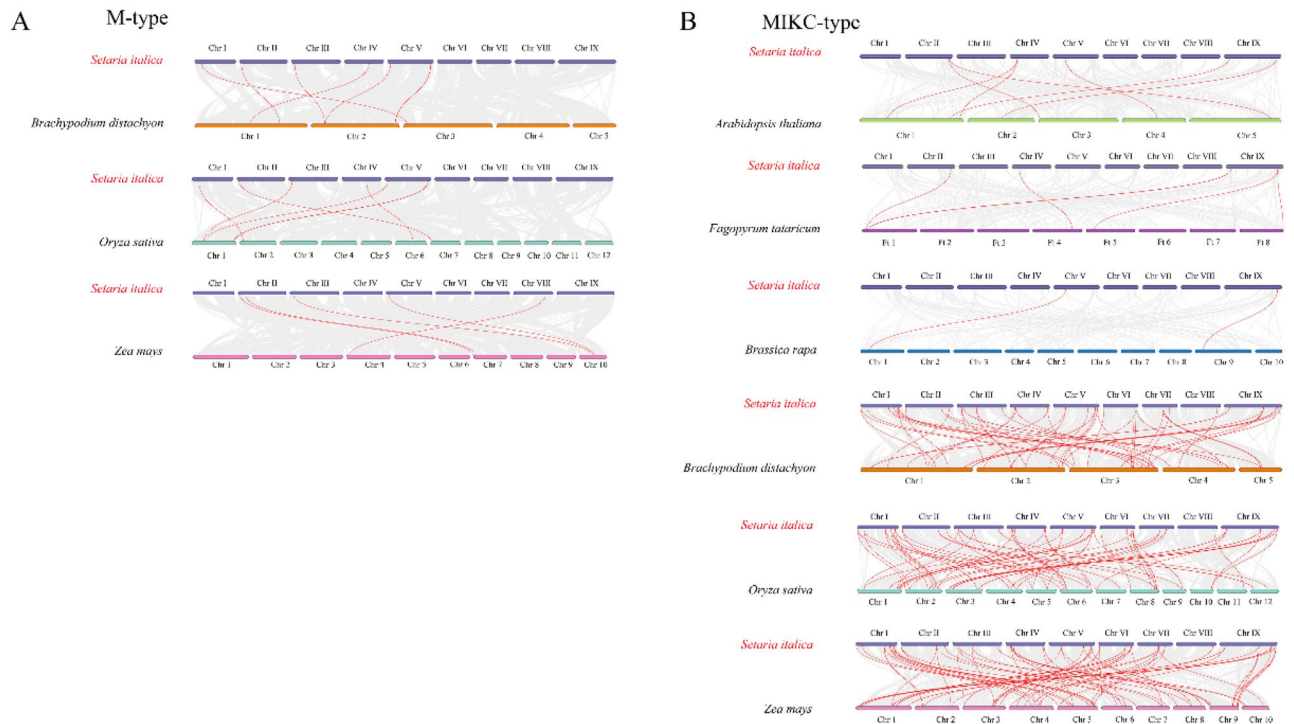 A
M-type
Chr I Chr II Chr III Chr IV Chr V Chr VI Chr VII Chr VIII Chr IX
Setaria italica
Brachypodium distachyon
Chr 1 Chr 2 Chr 3 Chr 4 Chr 5
Chr I Chr II Chr III Chr IV Chr V Chr VI Chr VII Chr VIII Chr IX
Setaria italica
Oryza sativa
Chr 1 Chr 2 Chr 3 Chr 4 Chr 5 Chr 6 Chr 7 Chr 8 Chr 9 Chr 10 Chr 11 Chr 12
Chr I Chr II Chr III Chr IV Chr V Chr VI Chr VII Chr VIII Chr IX
Setaria italica
Zea mays
Chr 1 Chr 2 Chr 3 Chr 4 Chr 5 Chr 6 Chr 7 Chr 8 Chr 9 Chr 10
B
MIKC-type
Chr I Chr II Chr III Chr IV Chr V Chr VI Chr VII Chr VIII Chr IX
Setaria italica
Arabidopsis thaliana
Chr 1 Chr 2 Chr 3 Chr 4 Chr 5
Chr I Chr II Chr III Chr IV Chr V Chr VI Chr VII Chr VIII Chr IX
Setaria italica
Fagopyrum tataricum
Ft 1 Ft 2 Ft 3 Ft 4 Ft 5 Ft 6 Ft 7 Ft 8
Chr I Chr II Chr III Chr IV Chr V Chr VI Chr VII Chr VIII Chr IX
Setaria italica
Brassica rapa
Chr 1 Chr 2 Chr 3 Chr 4 Chr 5 Chr 6 Chr 7 Chr 8 Chr 9 Chr 10
Chr I Chr II Chr III Chr IV Chr V Chr VI Chr VII Chr VIII Chr IX
Setaria italica
Brachypodium distachyon
Chr 1 Chr 2 Chr 3 Chr 4 Chr 5
Chr I Chr II Chr III Chr IV Chr V Chr VI Chr VII Chr VIII Chr IX
Setaria italica
Oryza sativa
Chr 1 Chr 2 Chr 3 Chr 4 Chr 5 Chr 6 Chr 7 Chr 8 Chr 9 Chr 10 Chr 11 Chr 12
Chr I Chr II Chr III Chr IV Chr V Chr VI Chr VII Chr VIII Chr IX
Setaria italica
Zea mays
Chr 1 Chr 2 Chr 3 Chr 4 Chr 5 Chr 6 Chr 7 Chr 8 Chr 9 Chr 10